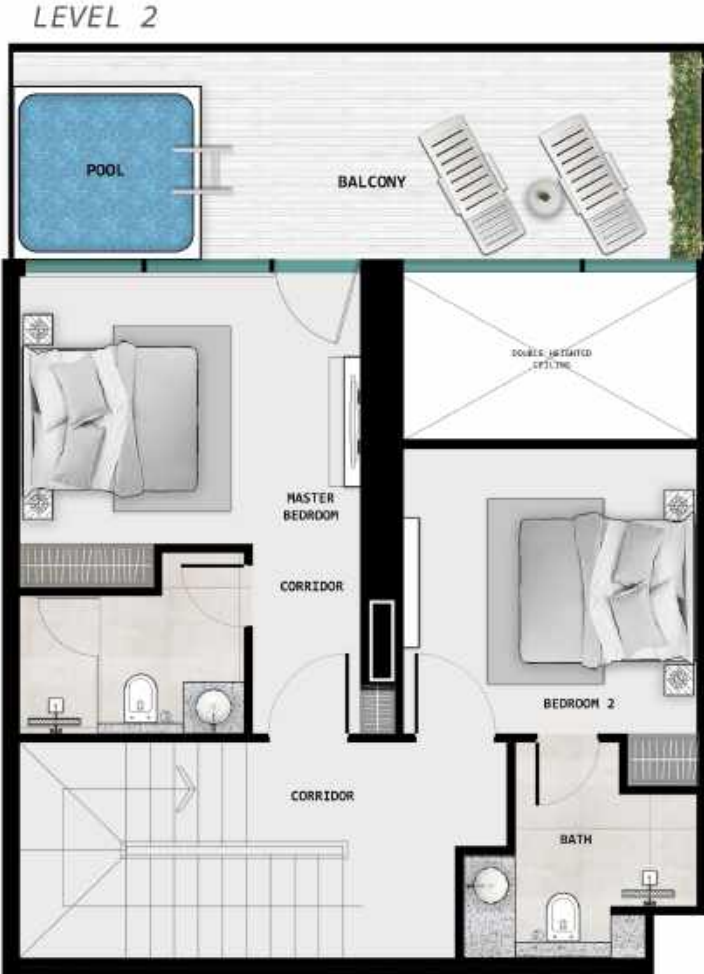 LEVEL 2
POOL
BALCONY
DOUBLE HEIGHTED
CEILING
MASTER
BEDROOM
CORRIDOR
BEDROOM 2
CORRIDOR
BATH